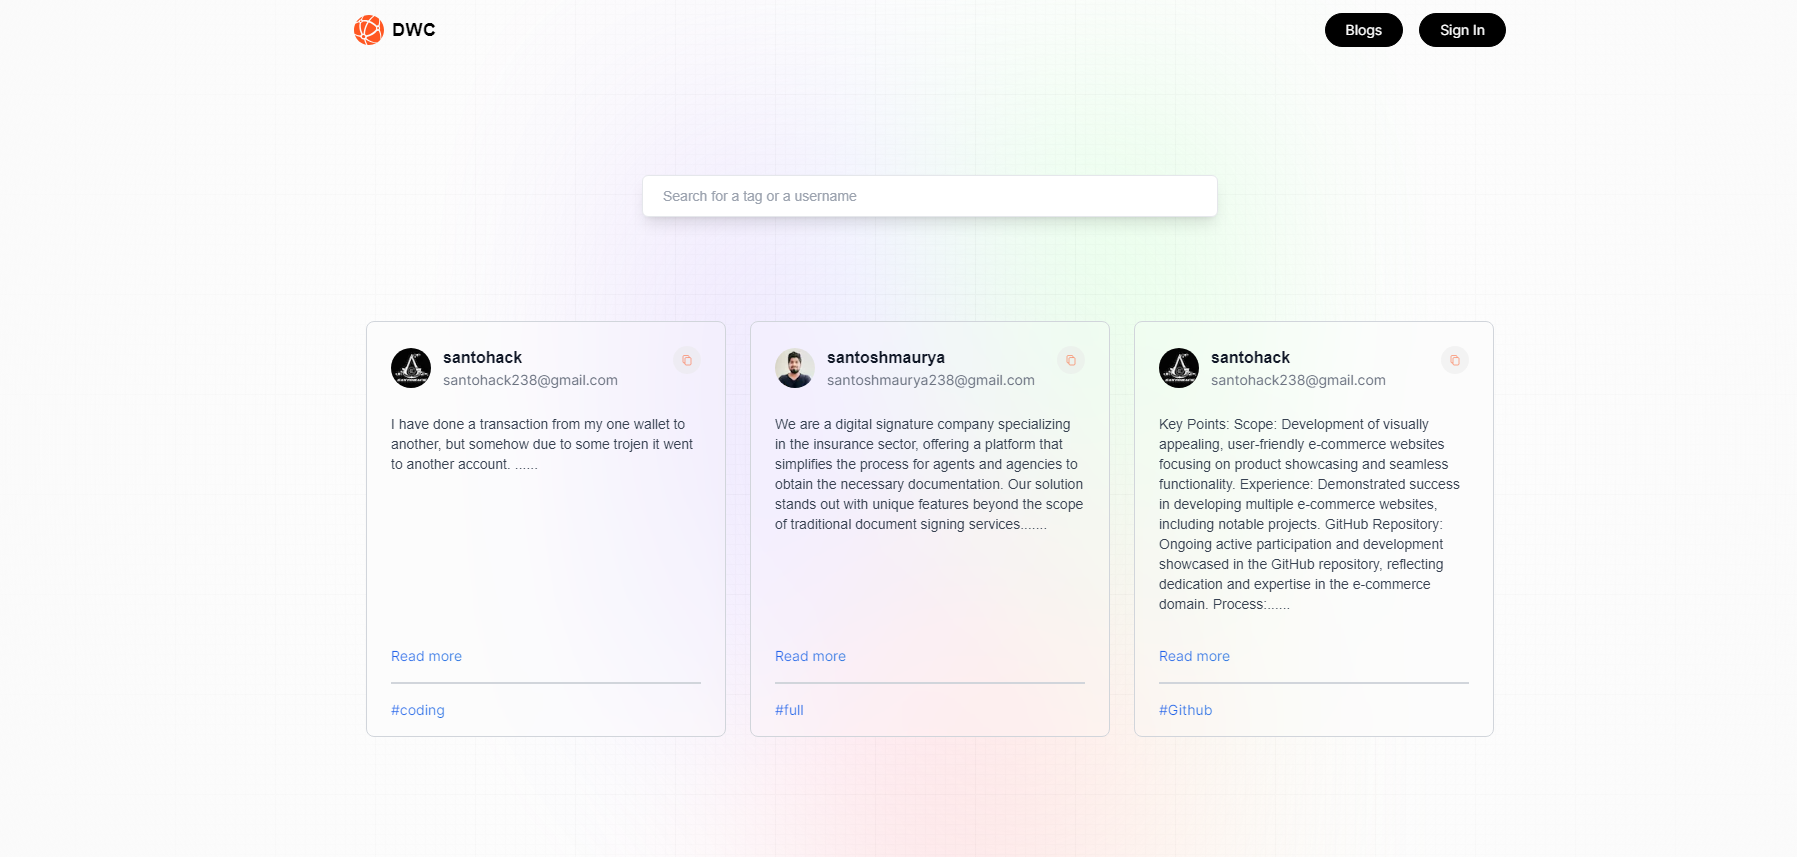 DWC
Blogs
Sign In
Search for a tag or a username
santohack
santohack238@gmail.com
I have done a transaction from my one wallet to
another, but somehow due to some trojen it went
to another account. ......
Read more
#coding
santoshmaurya
santoshmaurya238@gmail.com
We are a digital signature company specializing
in the insurance sector, offering a platform that
simplifies the process for agents and agencies to
obtain the necessary documentation. Our solution
stands out with unique features beyond the scope
of traditional document signing services.......
Read more
#full
santohack
santohack238@gmail.com
Key Points: Scope: Development of visually
appealing, user-friendly e-commerce websites
focusing on product showcasing and seamless
functionality. Experience: Demonstrated success
in developing multiple e-commerce websites,
including notable projects. GitHub Repository:
Ongoing active participation and development
showcased in the GitHub repository, reflecting
dedication and expertise in the e-commerce
domain. Process:......
Read more
#Github